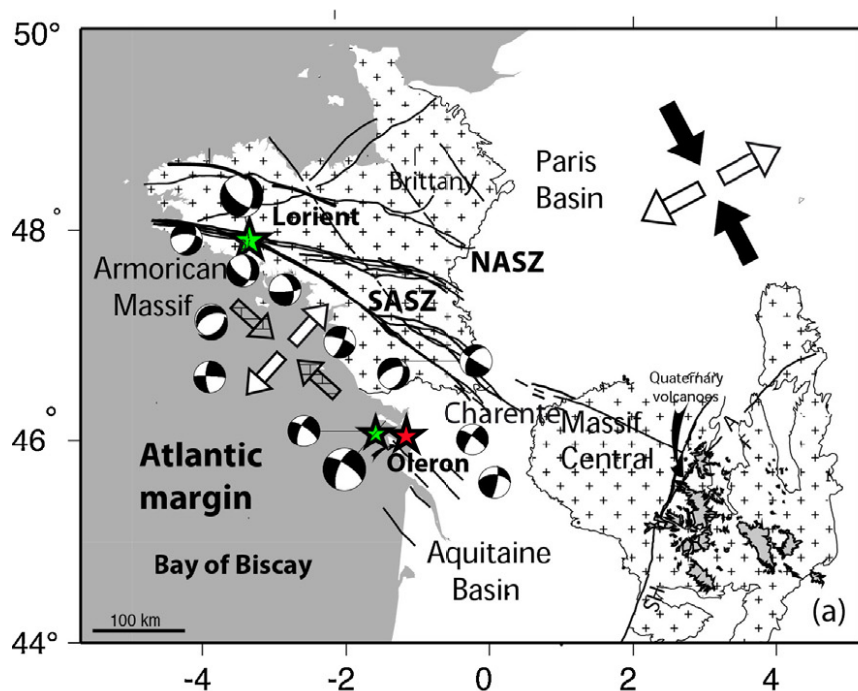 50°
48°
46°
44°
Paris
Basin
Brittany
Lorient
NASZ
Armorican
Massif
SASZ
Quaternary
volcanoes
Charente
Massif
Central
Oleron
Atlantic
margin
Bay of Biscay
Aquitaine
Basin
100 km
(a)
-4
-2
0
2
4